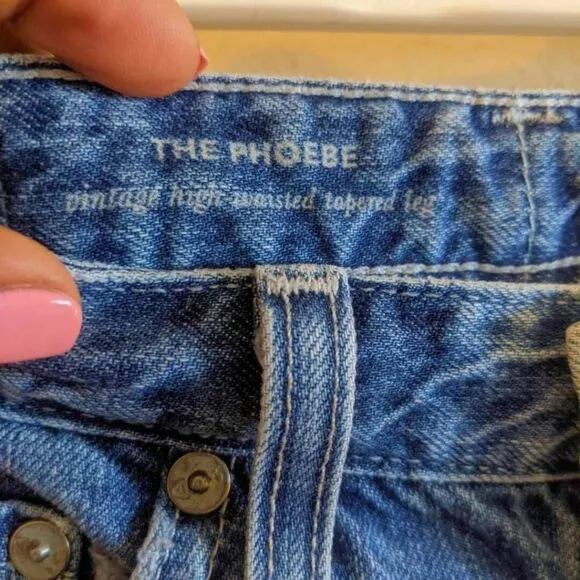 THE PHOEBE
vintage high waisted tapered leg